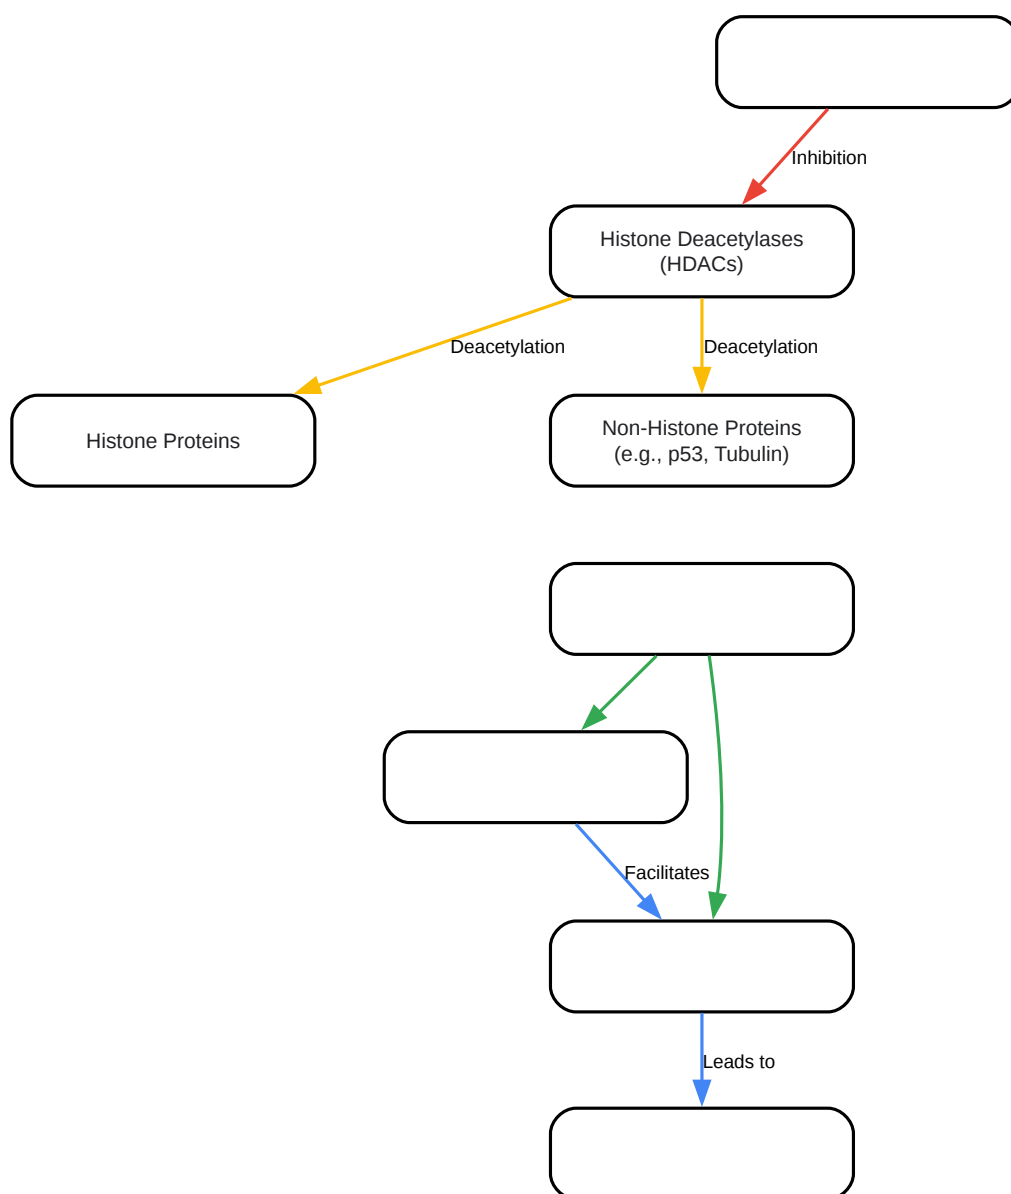 Inhibition
Histone Deacetylases
(HDACs)
Deacetylation
Deacetylation
Histone Proteins
Non-Histone Proteins
(e.g., p53, Tubulin)
Facilitates
Leads to